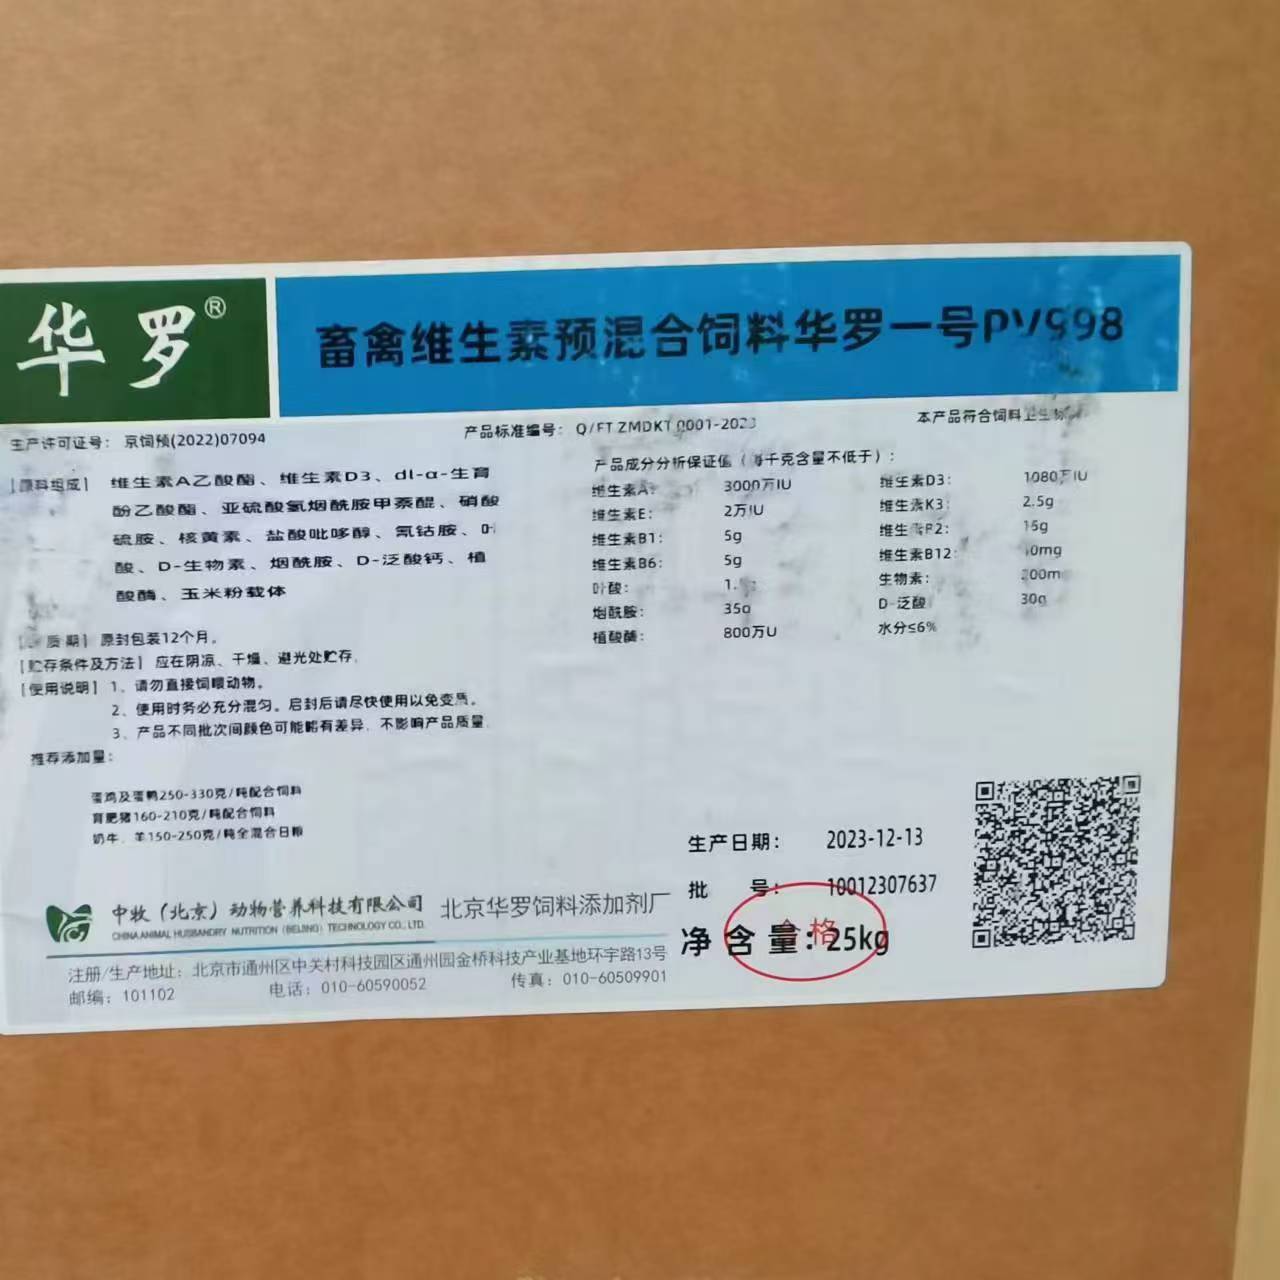 华罗®
畜禽维生素预混合饲料华罗一号PV998
生产许可证号： 京饲预(2022)07094
产品标准编号： Q/FTZMDKT 0001-2023
本产品符合饲料卫生
【原料组成】 维生素A乙酸酯、维生素D3、dl-α-生育
酚乙酸酯、亚硫酸氢烟酰胺甲萘醌、硝酸
硫胺、核黄素、盐酸吡哆醇、氰钴胺、叶
酸、D-生物素、烟酰胺、D-泛酸钙、植
酸酶、玉米粉载体
产品成分分析保证值（每千克含量不低于）：
维生素A： 3000万IU 维生素D3： 1080万IU
维生素E： 2万IU 维生素K3： 2.5g
维生素B1： 5g 维生素B2： 15g
维生素B6： 5g 维生素B12：
叶酸： 生物素：
烟酰胺： 35g D-泛酸 30g
植酸酶： 800万U 水分≤6%
【保质期】 原封包装12个月。
【贮存条件及方法】 应在阴凉、干燥、避光处贮存。
【使用说明】 1、请勿直接饲喂动物。
2、使用时务必充分混匀。启封后请尽快使用以免变质。
3、产品不同批次间颜色可能略有差异，不影响产品质量
推荐添加量：
蛋鸡及蛋鸭250-330克/吨配合饲料
育肥猪160-210克/吨配合饲料
奶牛、羊150-250克/吨全混合日粮
生产日期： 2023-12-13
批 号： 10012307637
净 含 量：25kg
合格
中牧（北京）动物营养科技有限公司 北京华罗饲料添加剂厂
CHINA ANIMAL HUSBANDRY NUTRITION (BEIJING) TECHNOLOGY CO., LTD.
注册/生产地址： 北京市通州区中关村科技园区通州园金桥科技产业基地环宇路13号
邮编：101102 电话：010-60590052 传真：010-60509901